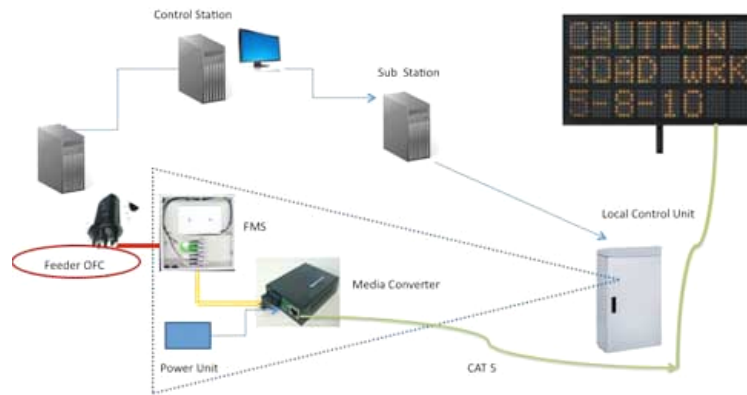 Control Station
CAUTION
ROAD WRK
5-8-10
Sub Station
Local Control Unit
FMS
Feeder OFC
Media Converter
Power Unit
CAT 5